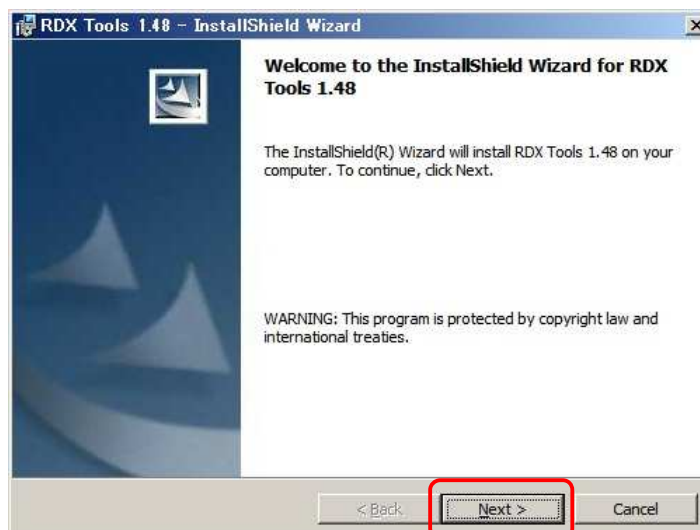 RDX Tools 1.48 - InstallShield Wizard
Welcome to the InstallShield Wizard for RDX
Tools 1.48
The InstallShield(R) Wizard will install RDX Tools 1.48 on your
computer. To continue, click Next.
WARNING: This program is protected by copyright law and
international treaties.
< Back
Next >
Cancel